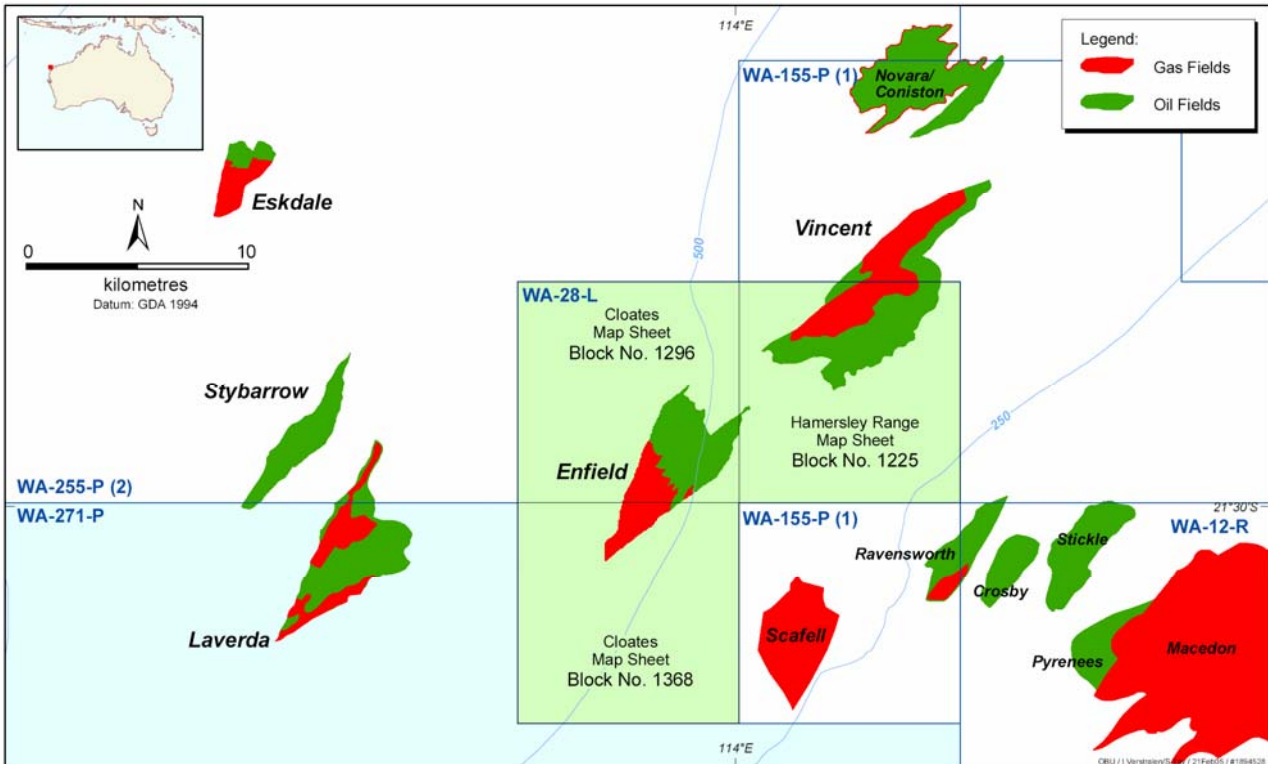 114°E
Legend:
Gas Fields
Oil Fields
WA-155-P (1)
Novara/
Coniston
Eskdale
N
0 10
kilometres
Datum: GDA 1994
Vincent
500
WA-28-L
Cloates
Map Sheet
Block No. 1296
Stybarrow
Hamersley Range
Map Sheet
Block No. 1225
250
Enfield
WA-255-P (2)
WA-271-P
21°30'S
WA-155-P (1)
WA-12-R
Ravensworth
Stickle
Crosby
Laverda
Scafell
Cloates
Map Sheet
Block No. 1368
Pyrenees
Macedon
114°E